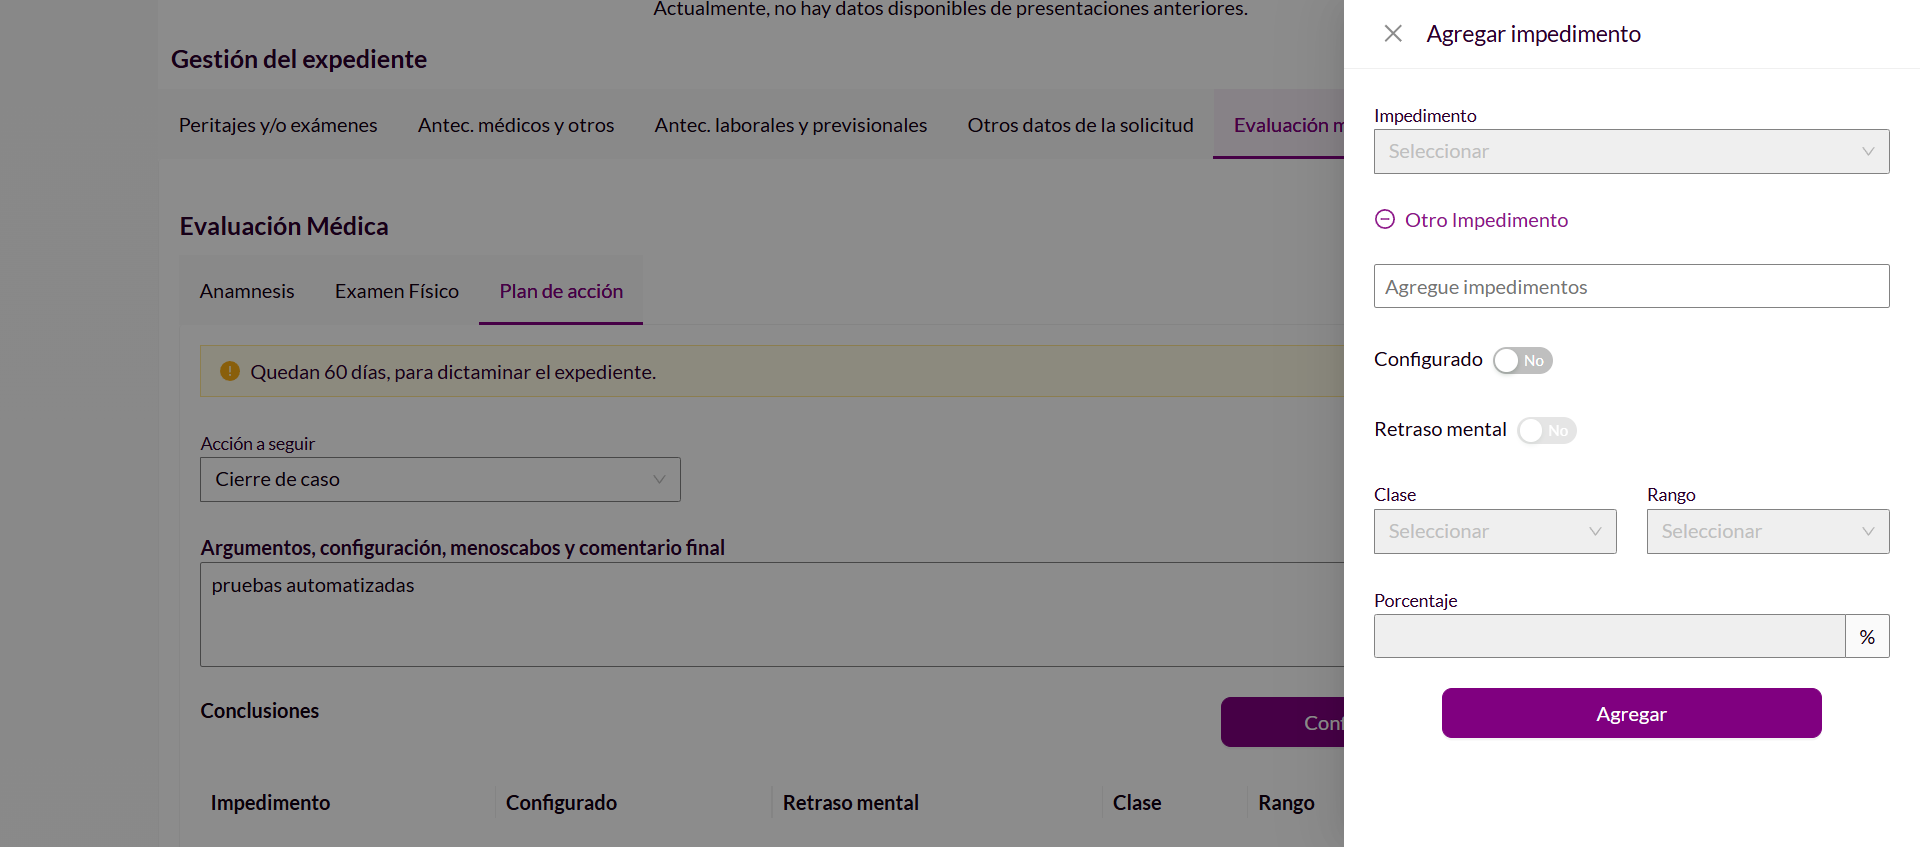 Actualmente, no hay datos disponibles de presentaciones anteriores.
Gestión del expediente
Peritajes y/o exámenes
Antec. médicos y otros
Antec. laborales y previsionales
Otros datos de la solicitud
Evaluación
Evaluación Médica
Anamnesis
Examen Físico
Plan de acción
Quedan 60 días, para dictaminar el expediente.
Acción a seguir
Cierre de caso
Argumentos, configuración, menoscabos y comentario final
pruebas automatizadas
Conclusiones
Impedimento
Configurado
Retraso mental
Clase
Rango
Agregar impedimento
Impedimento
Seleccionar
Otro Impedimento
Agregue impedimentos
Configurado No
Retraso mental No
Clase
Rango
Seleccionar
Seleccionar
Porcentaje
%
Agregar